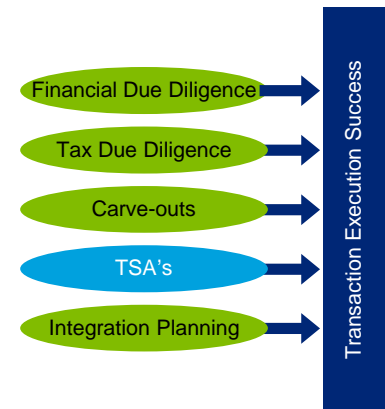 Financial Due Diligence
Tax Due Diligence
Carve-outs
TSA’s
Integration Planning
Transaction Execution Success